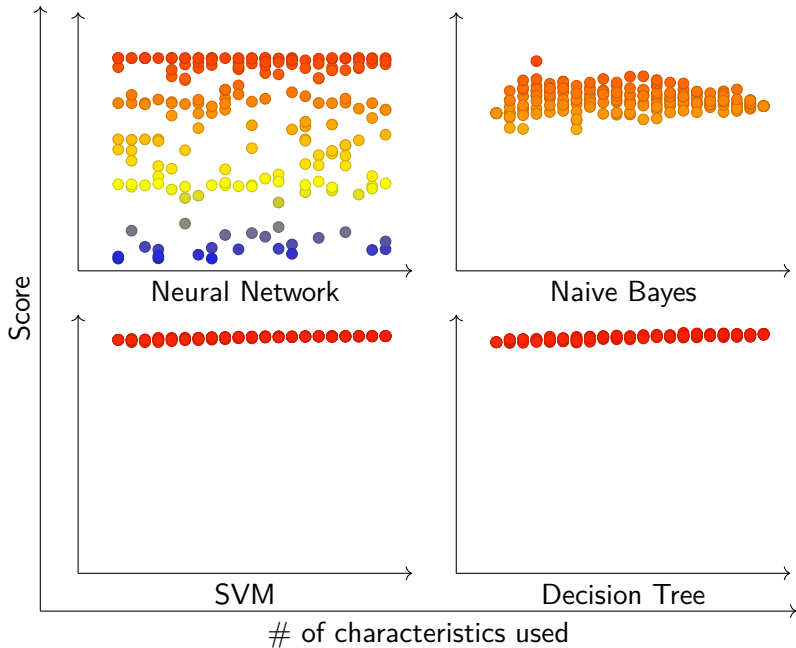 Neural Network
Naive Bayes
Score
SVM
Decision Tree
# of characteristics used